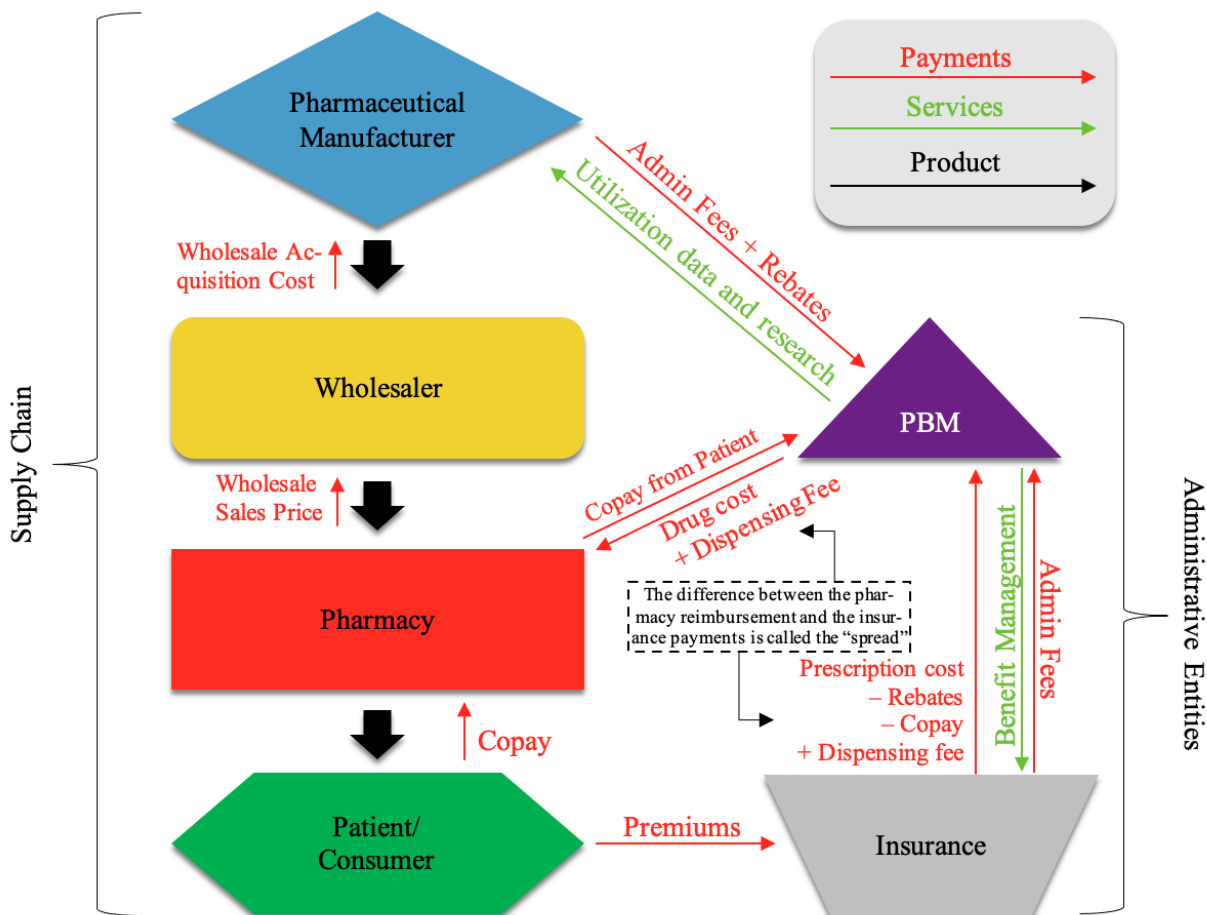 Supply Chain
Pharmaceutical
Manufacturer
Payments
Services
Product
Admin Fees + Rebates
Utilization data and research
Wholesale Ac-
quisition Cost
Wholesaler
PBM
Wholesale
Sales Price
Copay from Patient
Drug cost
+ Dispensing Fee
Pharmacy
The difference between the phar-
macy reimbursement and the insur-
ance payments is called the “spread”
Prescription cost
– Rebates
– Copay
+ Dispensing fee
Benefit Management
Admin Fees
Administrative Entities
Copay
Patient/
Consumer
Premiums
Insurance